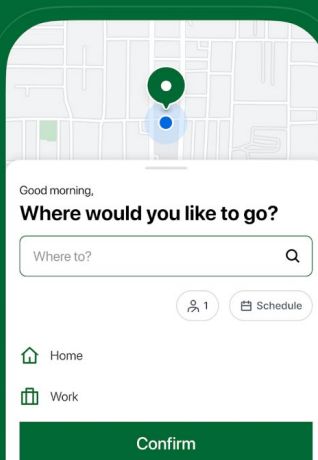 Good morning,
Where would you like to go?
Where to?
1 Schedule
Home
Work
Confirm